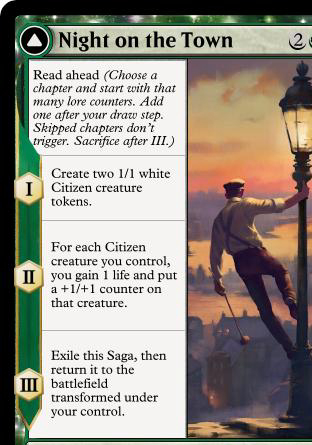 Night on the Town 2
Read ahead (Choose a
chapter and start with that
many lore counters. Add
one after your draw step.
Skipped chapters don't
trigger. Sacrifice after III.)
I
Create two 1/1 white
Citizen creature
tokens.
II
For each Citizen
creature you control,
you gain 1 life and put
a +1/+1 counter on
that creature.
III
Exile this Saga, then
return it to the
battlefield
transformed under
your control.